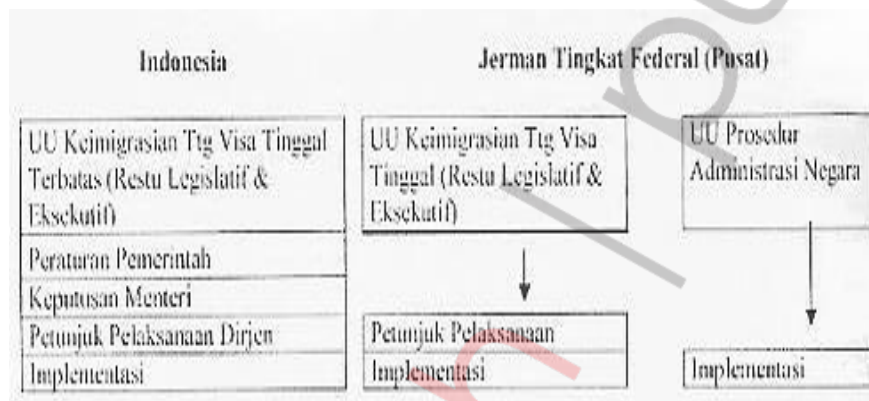 Indonesia
Jerman Tingkat Federal (Pusat)
UU Keimigrasian Ttg Visa Tinggal
Terbatas (Restu Legislatif &
Eksekutif)
Peraturan Pemerintah
Keputusan Menteri
Petunjuk Pelaksanaan Dirjen
Implementasi
UU Keimigrasian Ttg Visa
Tinggal (Restu Legislatif &
Eksekutif)
Petunjuk Pelaksanaan
Implementasi
UU Prosedur
Administrasi Negara
Implementasi